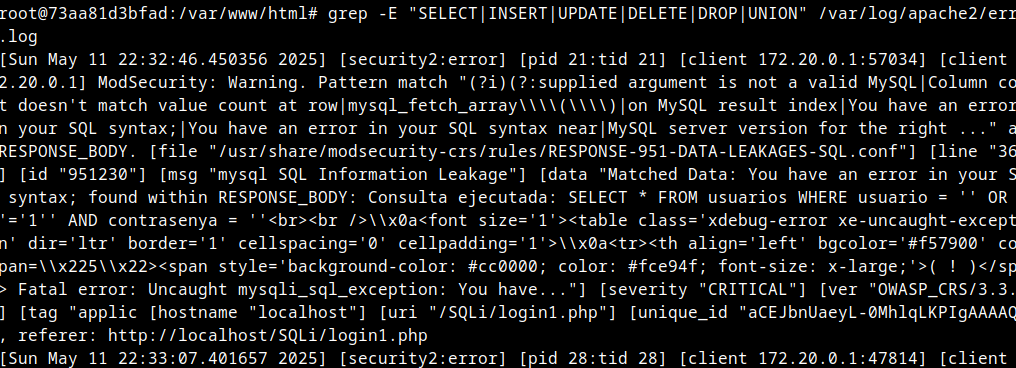 root@73aa81d3bfad:/var/www/html# grep -E "SELECT|INSERT|UPDATE|DELETE|DROP|UNION" /var/log/apache2/err
.log
[Sun May 11 22:32:46.450356 2025] [security2:error] [pid 21:tid 21] [client 172.20.0.1:57034] [client
2.20.0.1] ModSecurity: Warning. Pattern match "(?i)(?:supplied argument is not a valid MySQL|Column co
t doesn't match value count at row|mysql_fetch_array\\\\(\\\\)|on MySQL result index|You have an error
n your SQL syntax;|You have an error in your SQL syntax near|MySQL server version for the right ..." a
RESPONSE_BODY. [file "/usr/share/modsecurity-crs/rules/RESPONSE-951-DATA-LEAKAGES-SQL.conf"] [line "36
] [id "951230"] [msg "mysql SQL Information Leakage"] [data "Matched Data: You have an error in your S
 syntax; found within RESPONSE_BODY: Consulta ejecutada: SELECT * FROM usuarios WHERE usuario = '' OR
'='1'' AND contrasenya = ''<br><br />\\x0a<font size='1'><table class='xdebug-error xe-uncaught-except
n' dir='ltr' border='1' cellspacing='0' cellpadding='1'>\\x0a<tr><th align='left' bgcolor='#f57900' co
pan=\\x225\\x22><span style='background-color: #cc0000; color: #fce94f; font-size: x-large;'>( ! )</sp
> Fatal error: Uncaught mysqli_sql_exception: You have..."] [severity "CRITICAL"] [ver "OWASP_CRS/3.3.
] [tag "applic [hostname "localhost"] [uri "/SQLi/login1.php"] [unique_id "aCEJbnUaeyL-0MhlqLKPIgAAAAQ
, referer: http://localhost/SQLi/login1.php
[Sun May 11 22:33:07.401657 2025] [security2:error] [pid 28:tid 28] [client 172.20.0.1:47814] [client